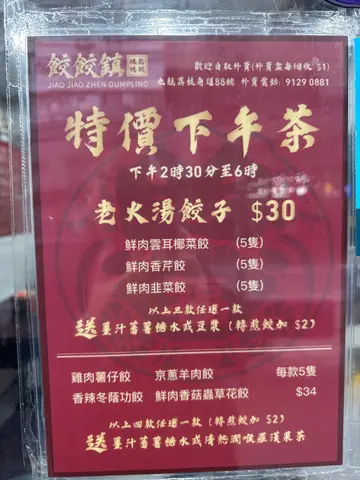 餃餃鎮
JIAO JIAO ZHEN DUMPLING
歡迎自取外賣(外賣盒每個收 $1)
88號 外賣電話: 9129 0881
特價下午茶
下午2時30分至6時
老火湯餃子 $30
鮮肉雲耳椰菜餃 (5隻)
鮮肉香芹餃 (5隻)
鮮肉韭菜餃 (5隻)
以上三款任選一款
送薑汁蕃薯糖水或豆漿 (轉煎餃加 $2)
雞肉薯仔餃 京蔥羊肉餃 每款5隻
香辣冬蔭功餃 鮮肉香菇蟲草花餃 $34
以上四款任選一款 (轉煎餃加 $2)
送 薑汁蕃薯糖水或清熱潤喉羅漢果茶